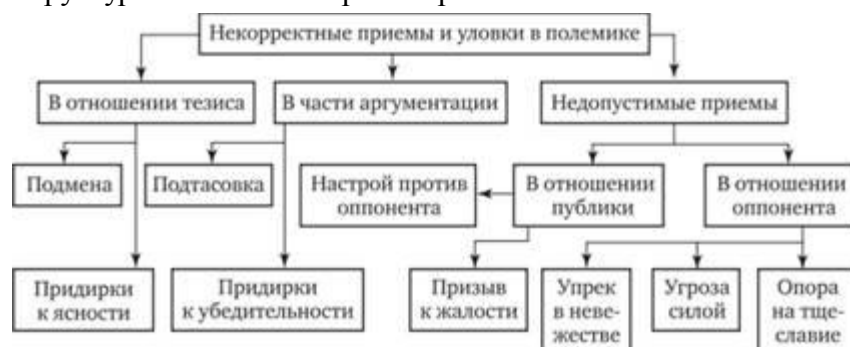 Некорректные приемы и уловки в полемике
В отношении тезиса
В части аргументации
Недопустимые приемы
Подмена
Подтасовка
Настрой против
оппонента
В отношении
публики
В отношении
оппонента
Придирки
к ясности
Придирки
к убедительности
Призыв
к жалости
Упрек
в неве-
жестве
Угроза
силой
Опора
на тще-
славие